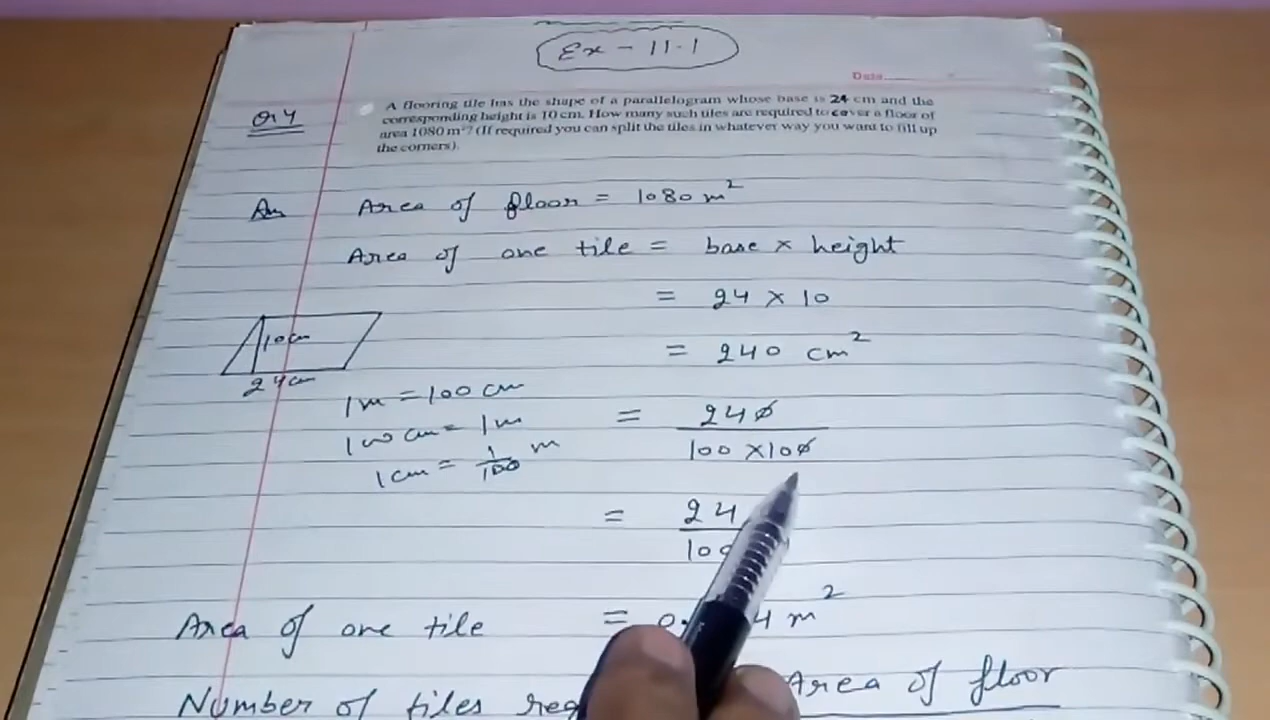 Ex - 11.1
Date
Q.4
A flooring tile has the shape of a parallelogram whose base is 24 cm and the
corresponding height is 10 cm. How many such tiles are required to cover a floor of
area 1080 m²? (If required you can split the tiles in whatever way you want to fill up
the corners).
Ans Area of floor = 1080 m²
Area of one tile = base × height
= 24 × 10
= 240 cm²
10cm
24cm
1m = 100 cm
100 cm = 1m
1cm = 1/100 m
= 240 / 100 × 100
= 24
Area of one tile = m²
Number of tiles Area of floor